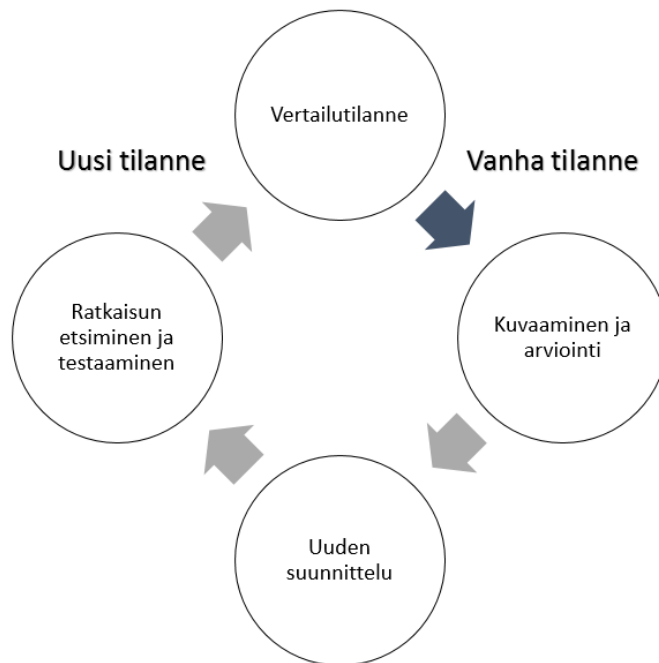 Vertailutilanne
Uusi tilanne
Vanha tilanne
Ratkaisun
etsiminen ja
testaaminen
Kuvaaminen ja
arviointi
Uuden
suunnittelu